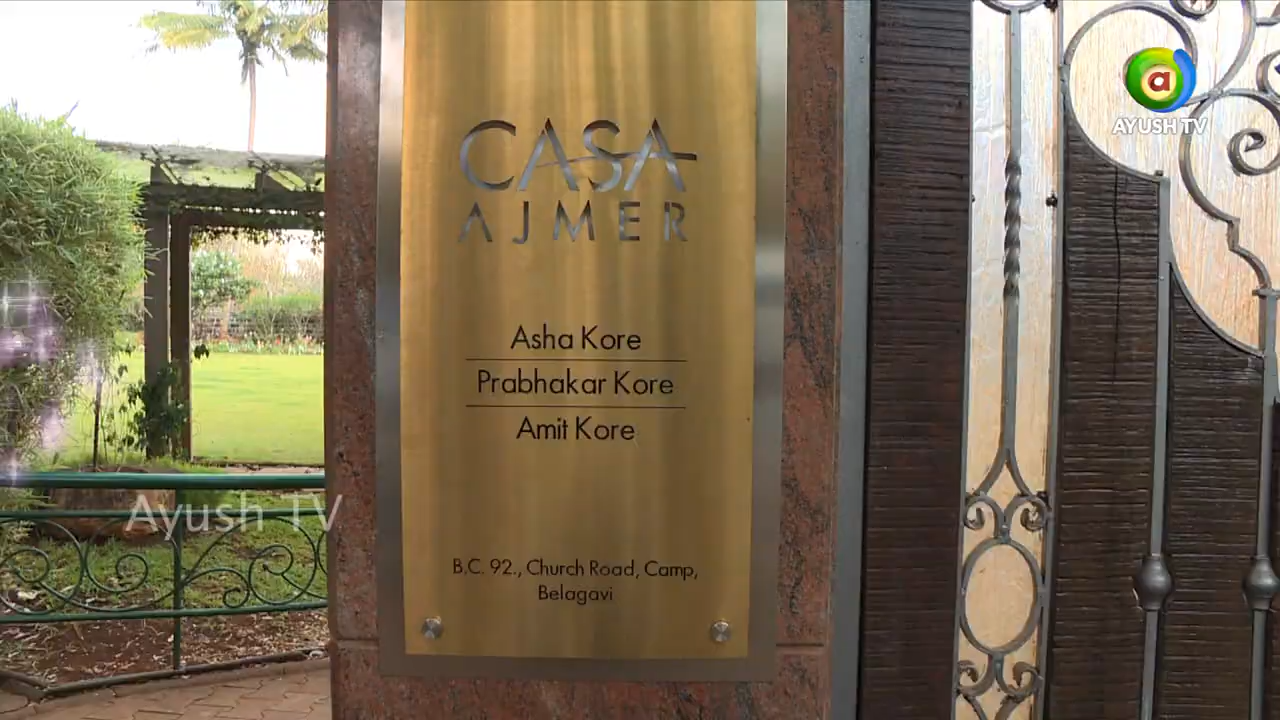 CASA
AJMER
Asha Kore
Prabhakar Kore
Amit Kore
B.C. 92., Church Road, Camp,
Belagavi
a
AYUSH TV
Ayush TV